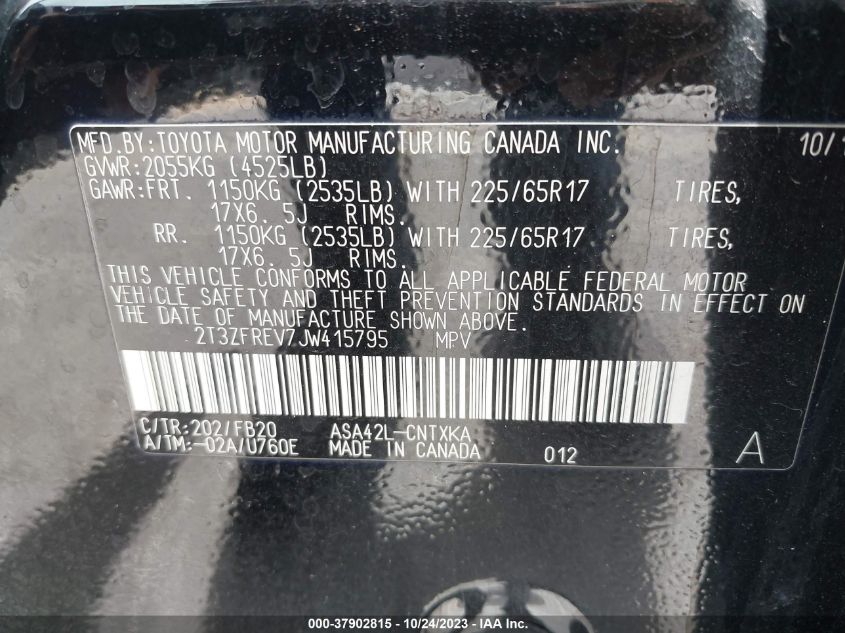 MFD.BY:TOYOTA MOTOR MANUFACTURING CANADA INC. 10/
GVWR:2055KG (4525LB)
GAWR:FRT. 1150KG (2535LB) WITH 225/65R17 TIRES,
17X6.5J RIMS.
RR. 1150KG (2535LB) WITH 225/65R17 TIRES,
17X6.5J RIMS.
THIS VEHICLE CONFORMS TO ALL APPLICABLE FEDERAL MOTOR
VEHICLE SAFETY AND THEFT PREVENTION STANDARDS IN EFFECT ON
THE DATE OF MANUFACTURE SHOWN ABOVE.
2T3ZFREV7JW415795 MPV
C/TR:202/FB20 ASA42L-CNTXKA
A/TM:-02A/U760E MADE IN CANADA 012 A
000-37902815 - 10/24/2023 - IAA Inc.